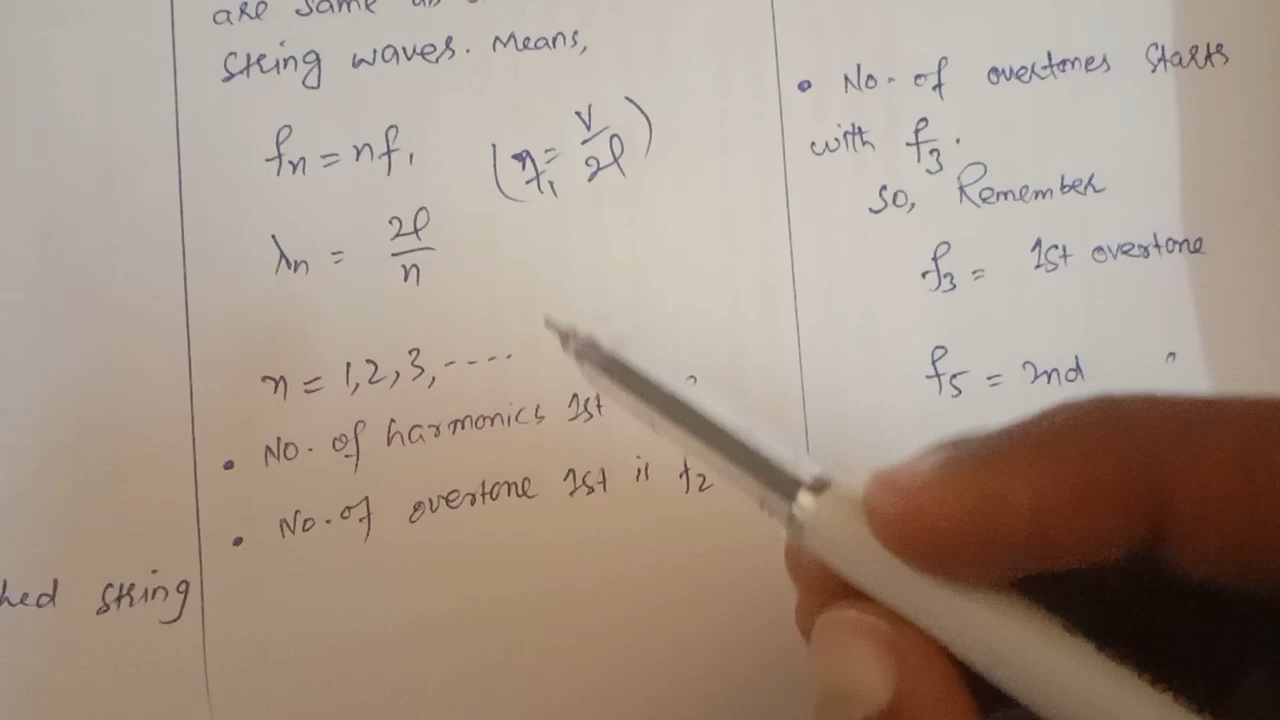 are same
string waves. Means,
fn = nf1 (f1 = V/2l)
λn = 2l/n
n = 1,2,3,----
• No. of harmonics 1st
• No. of overtone 1st is f2
hed string
• No. of overtones starts
with f3.
so, Remember
f3 = 1st overtone
f5 = 2nd "